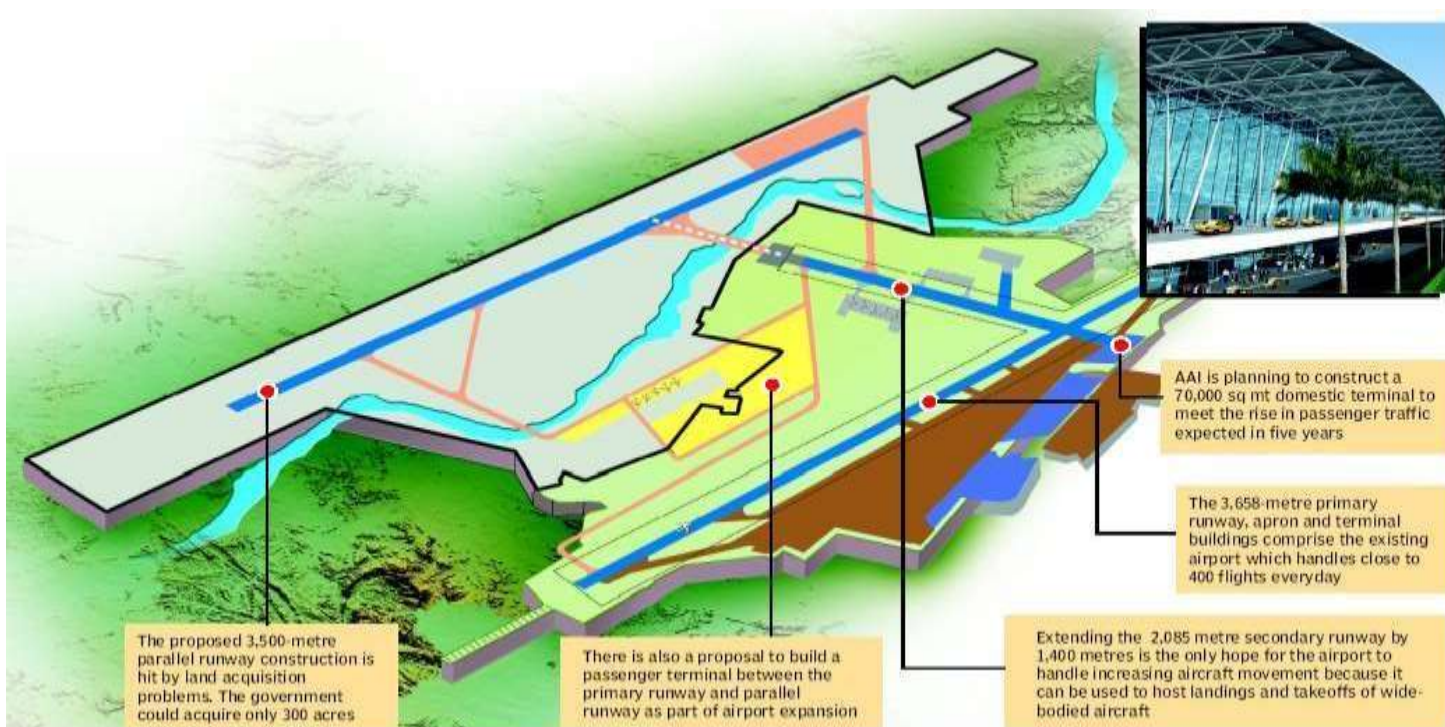 AAI is planning to construct a
70,000 sq mt domestic terminal to
meet the rise in passenger traffic
expected in five years
The 3,658-metre primary
runway, apron and terminal
buildings comprise the existing
airport which handles close to
400 flights everyday
The proposed 3,500-metre
parallel runway construction is
hit by land acquisition
problems. The government
could acquire only 300 acres
There is also a proposal to build a
passenger terminal between the
primary runway and parallel
runway as part of airport expansion
Extending the 2,085 metre secondary runway by
1,400 metres is the only hope for the airport to
handle increasing aircraft movement because it
can be used to host landings and takeoffs of wide-
bodied aircraft